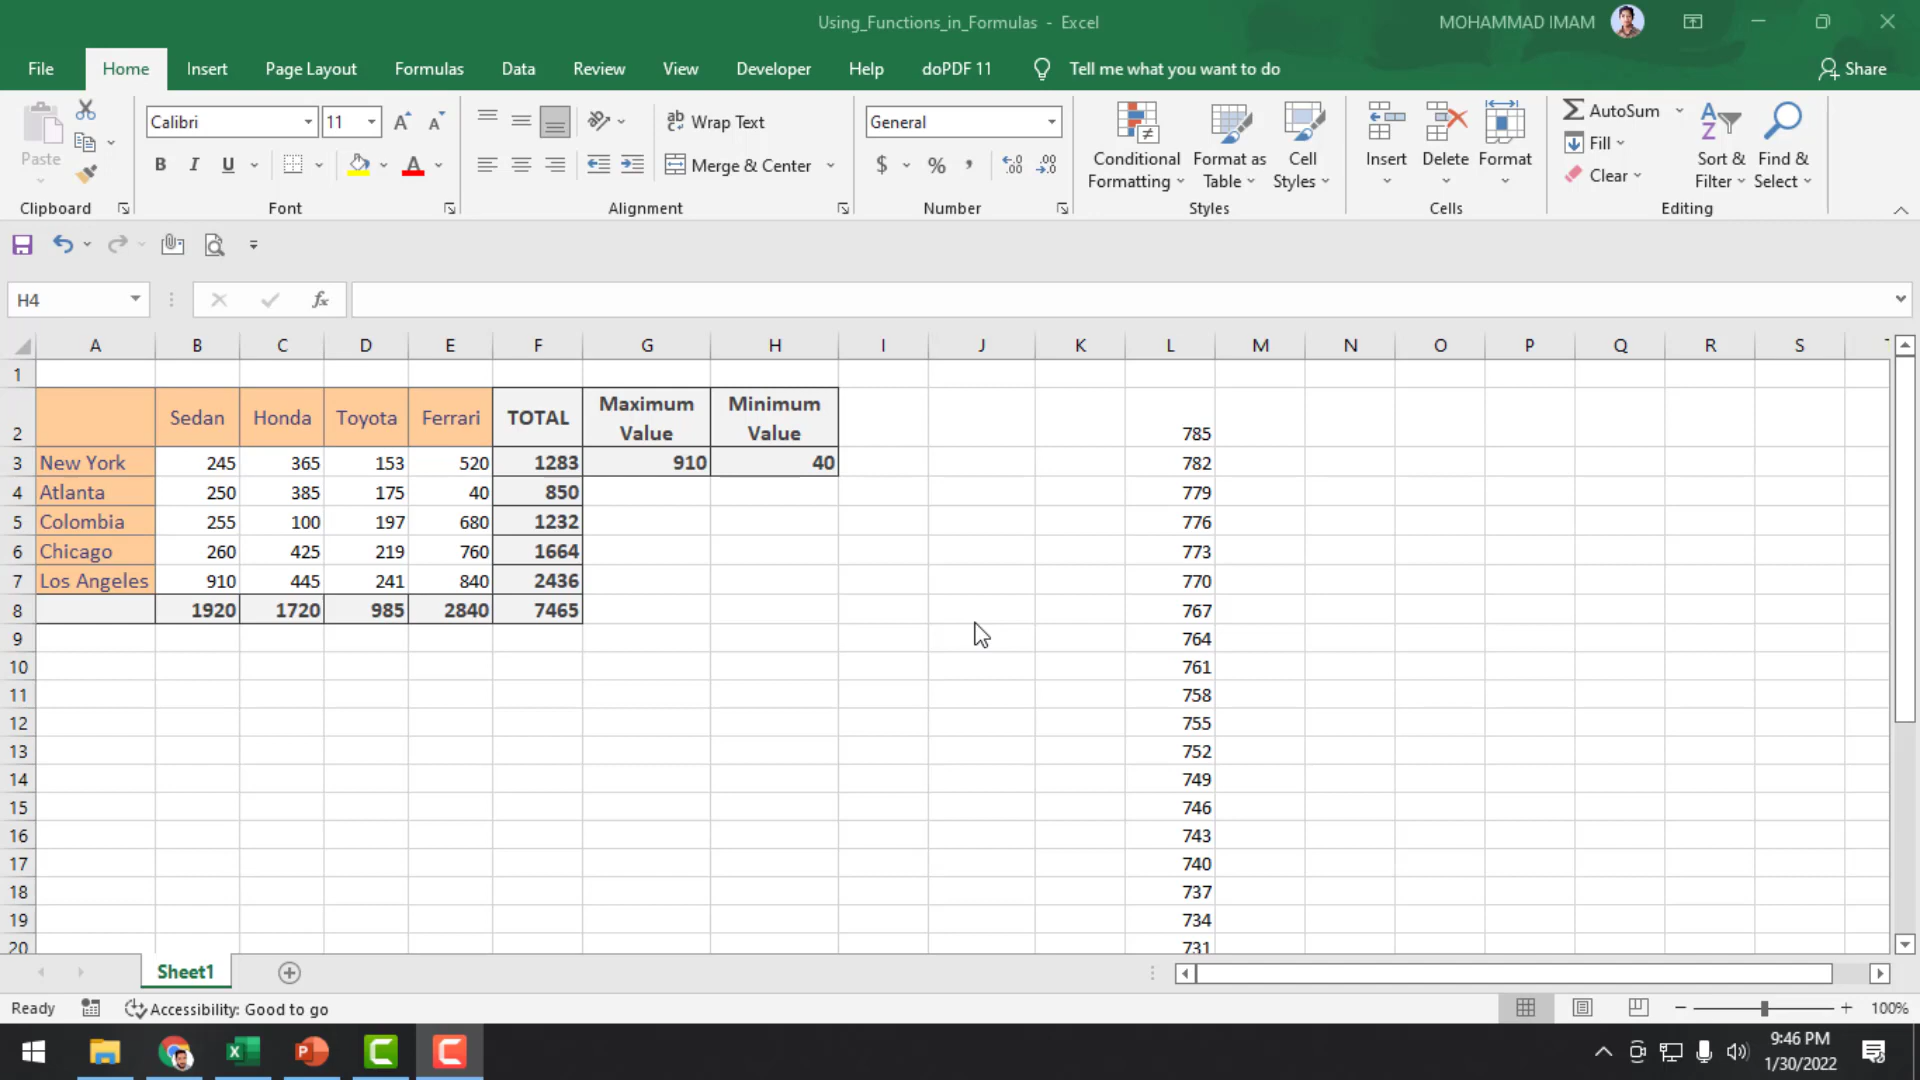 Using_Functions_in_Formulas - Excel
MOHAMMAD IMAM
File Home Insert Page Layout Formulas Data Review View Developer Help doPDF 11 Tell me what you want to do Share
Paste
Calibri 11
Wrap Text
General
Conditional Formatting
Format as Table
Cell Styles
Insert Delete Format
AutoSum
Fill
Clear
Sort & Filter
Find & Select
B I U
Merge & Center
$ % ,
Clipboard Font Alignment Number Styles Cells Editing
H4 fx
A B C D E F G H I J K L M N O P Q R S
1
2 Sedan Honda Toyota Ferrari TOTAL Maximum Value Minimum Value 785
3 New York 245 365 153 520 1283 910 40 782
4 Atlanta 250 385 175 40 850 779
5 Colombia 255 100 197 680 1232 776
6 Chicago 260 425 219 760 1664 773
7 Los Angeles 910 445 241 840 2436 770
8 1920 1720 985 2840 7465 767
9 764
10 761
11 758
12 755
13 752
14 749
15 746
16 743
17 740
18 737
19 734
20 731
Sheet1
Ready Accessibility: Good to go 100%
9:46 PM
1/30/2022